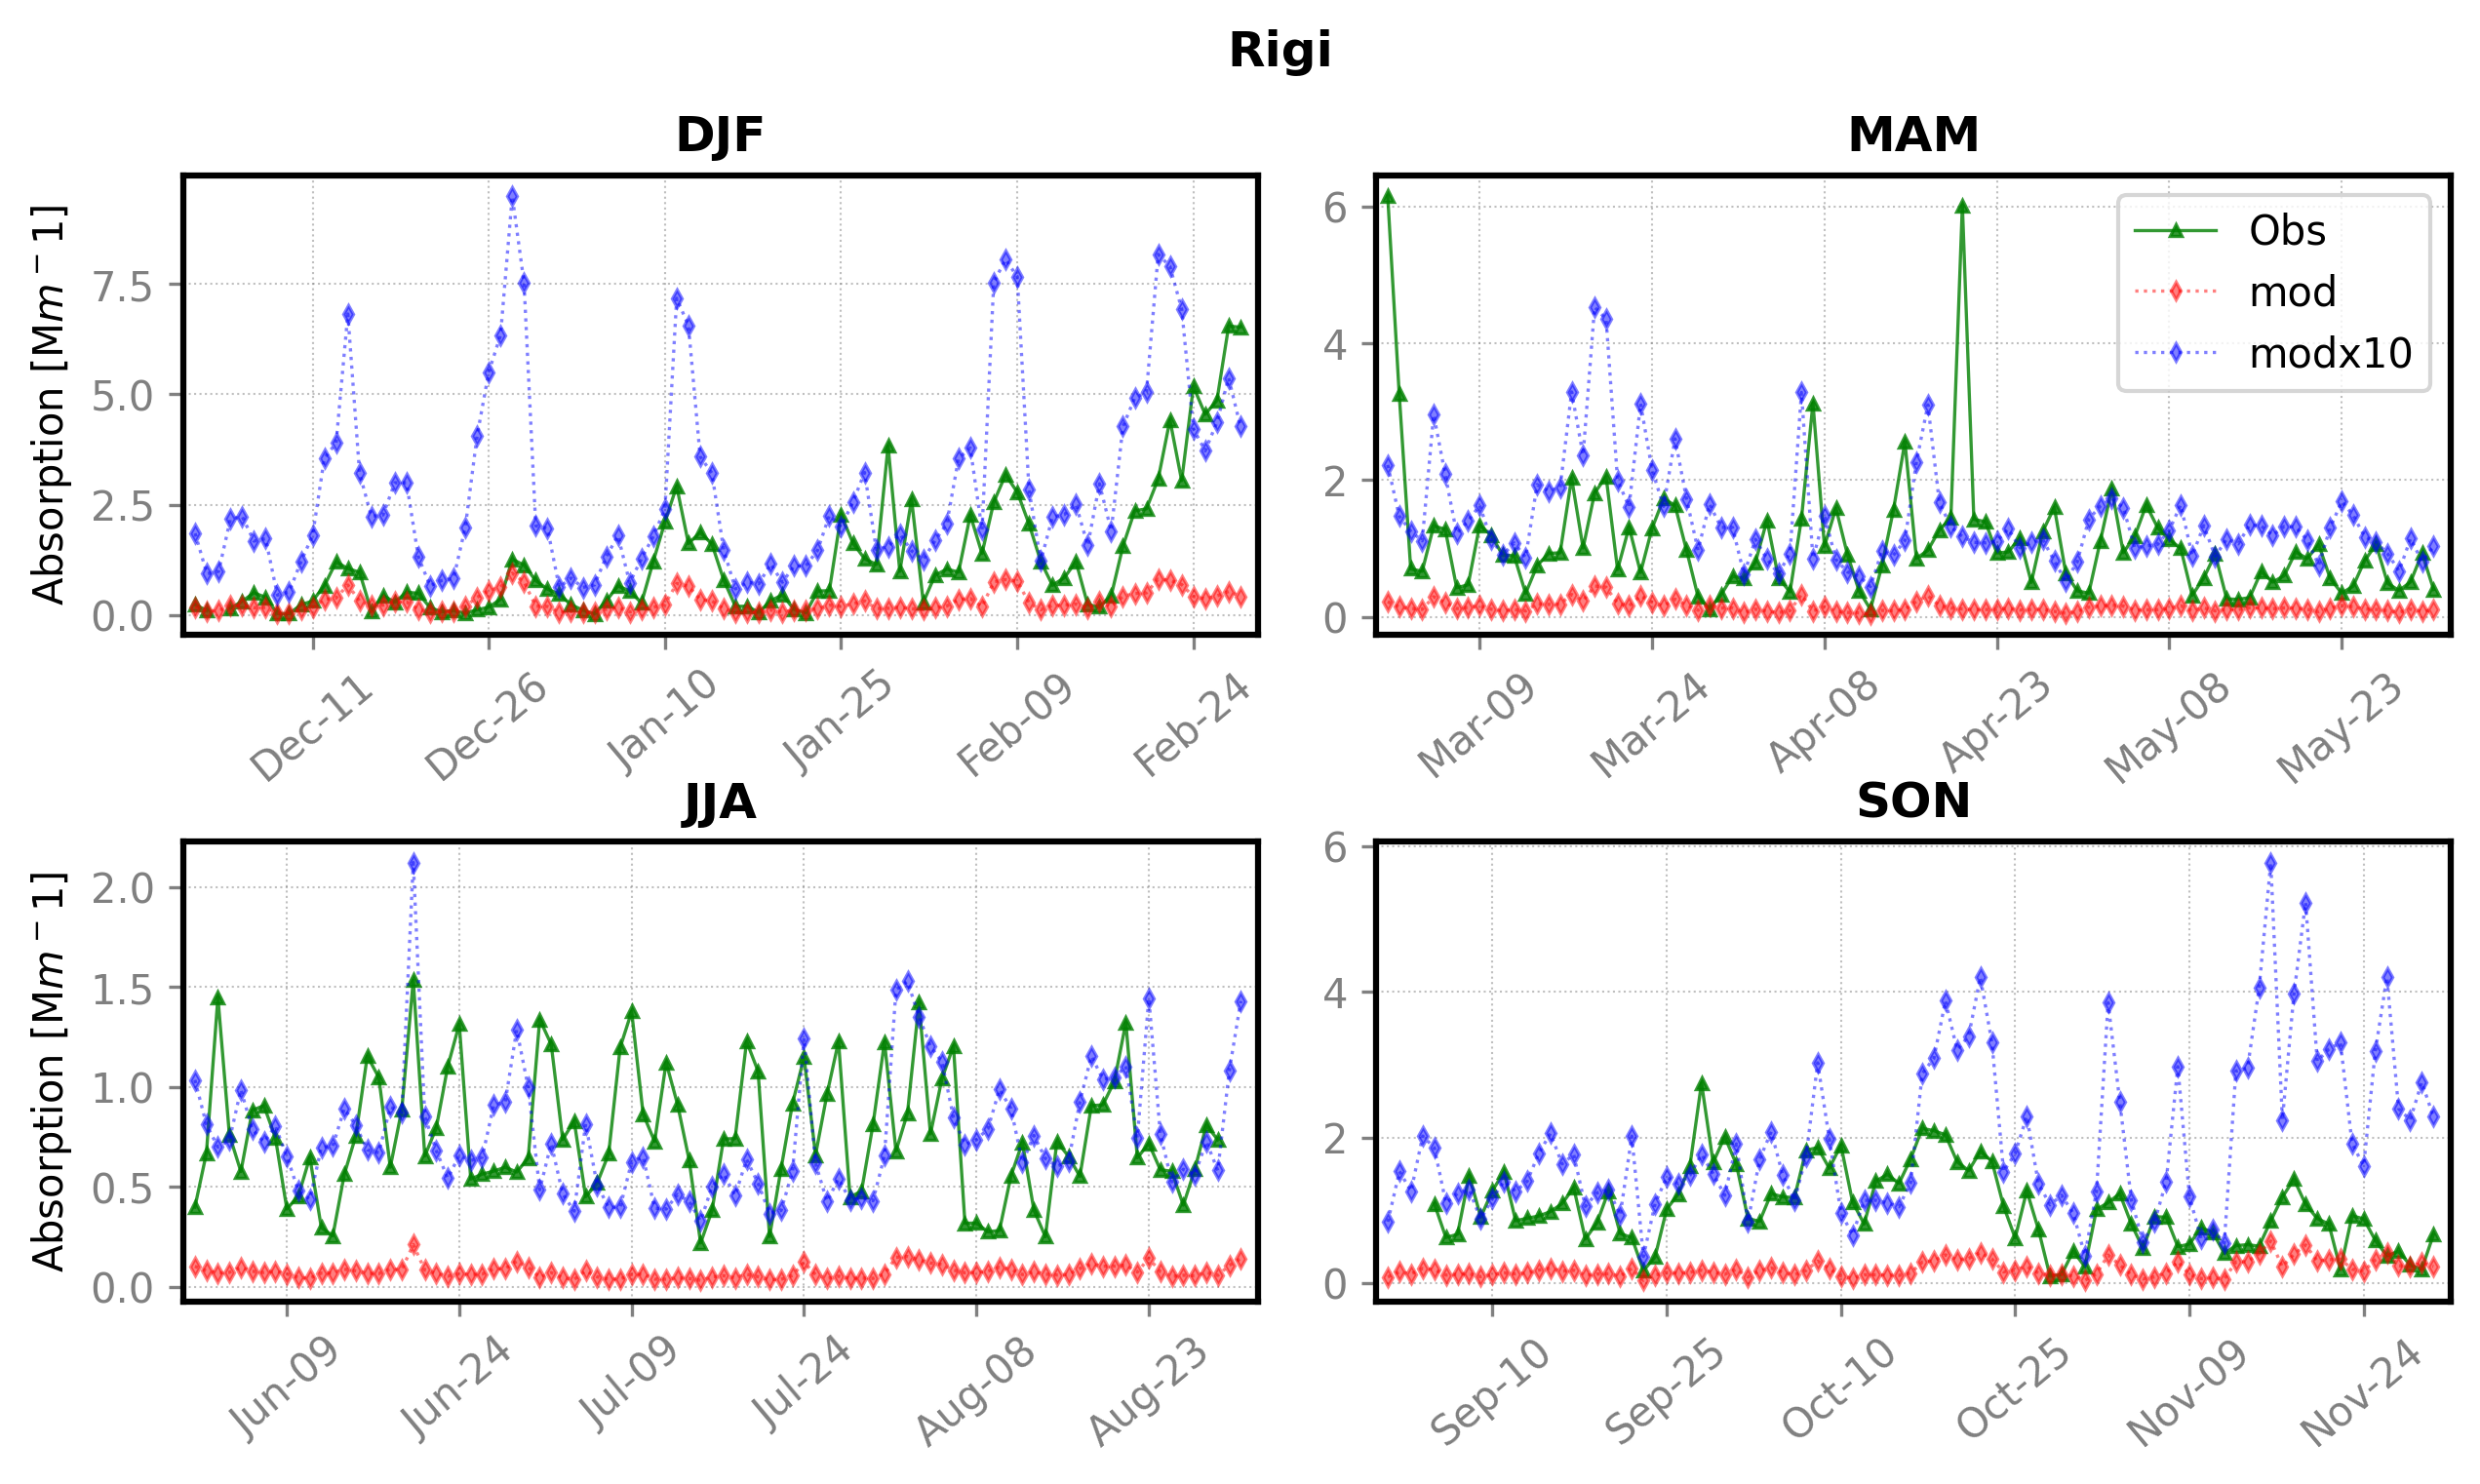 Rigi
DJF
Absorption [Mm − 1]
7.5
5.0
2.5
0.0
Dec-11
Dec-26
Jan-10
Jan-25
Feb-09
Feb-24
MAM
6
4
2
0
Obs
mod
modx10
Mar-09
Mar-24
Apr-08
Apr-23
May-08
May-23
JJA
Absorption [Mm − 1]
2.0
1.5
1.0
0.5
0.0
Jun-09
Jun-24
Jul-09
Jul-24
Aug-08
Aug-23
SON
6
4
2
0
Sep-10
Sep-25
Oct-10
Oct-25
Nov-09
Nov-24